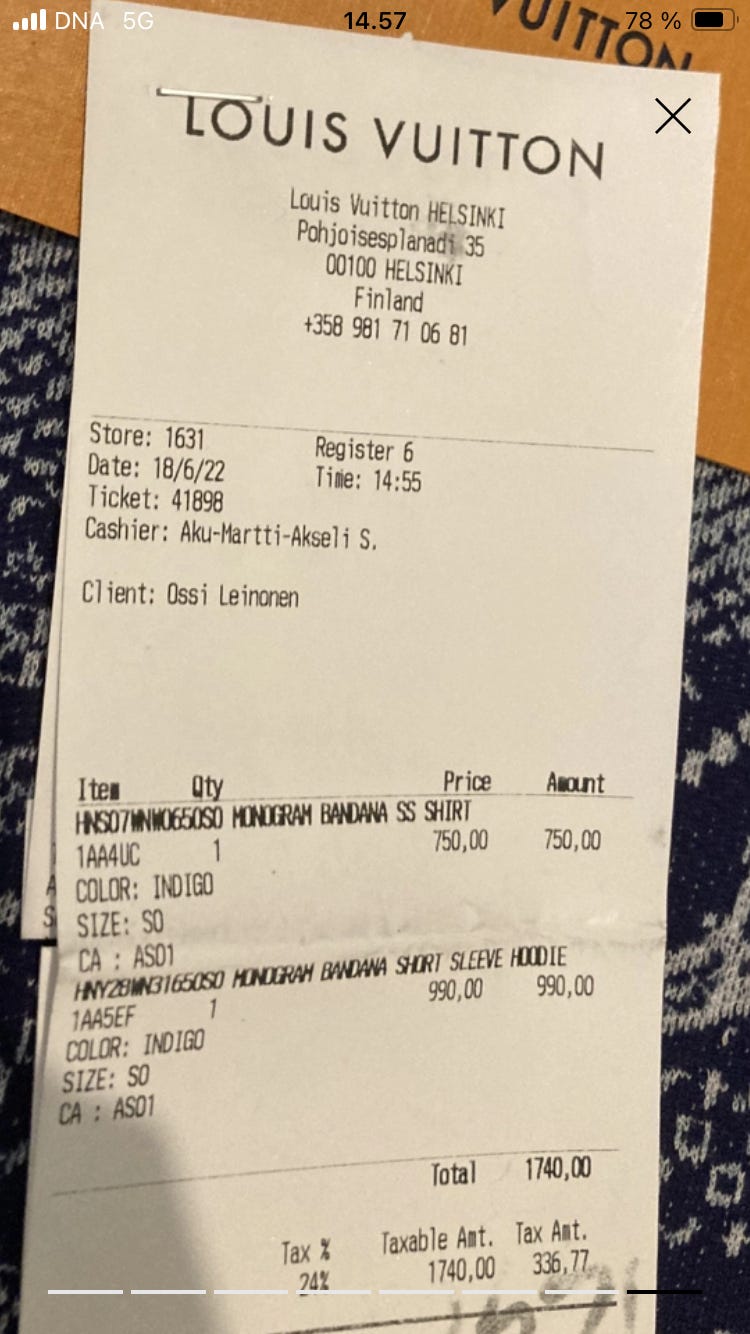 DNA 5G 14.57 78 %
VUITTON
LOUIS VUITTON
Louis Vuitton HELSINKI
Pohjoisesplanadi 35
00100 HELSINKI
Finland
+358 981 71 06 81
Store: 1631 Register 6
Date: 18/6/22 Time: 14:55
Ticket: 41898
Cashier: Aku-Martti-Akseli S.
Client: Ossi Leinonen
Item Qty Price Amount
HNS07WNW0650S0 MONOGRAM BANDANA SS SHIRT
1AA4UC 1 750,00 750,00
COLOR: INDIGO
SIZE: S0
CA : AS01
MONOGRAM BANDANA SHORT SLEEVE HOODIE
1AA5EF 1 990,00 990,00
COLOR: INDIGO
SIZE: S0
CA : AS01
Total 1740,00
Tax % Taxable Amt. Tax Amt.
24% 1740,00 336,77